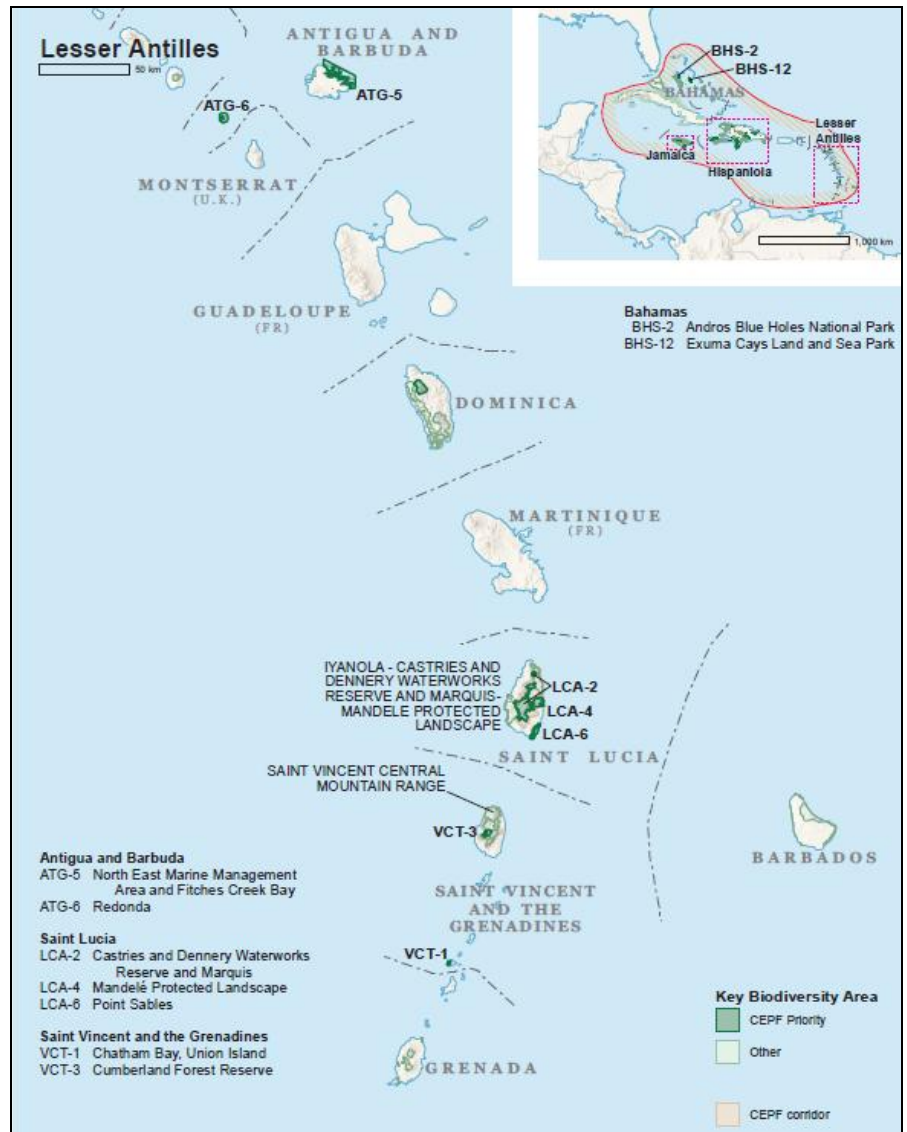 Lesser Antilles
50 km
ANTIGUA AND
BARBUDA
ATG-5
ATG-6
MONTSERRAT
(U.K.)
GUADELOUPE
(FR)
DOMINICA
MARTINIQUE
(FR)
IYANOLA - CASTRIES AND
DENNERY WATERWORKS
RESERVE AND MARQUIS-
MANDELE PROTECTED
LANDSCAPE
LCA-2
LCA-4
LCA-6
SAINT LUCIA
SAINT VINCENT CENTRAL
MOUNTAIN RANGE
VCT-3
BARBADOS
SAINT VINCENT
AND THE
GRENADINES
VCT-1
GRENADA
BHS-2
BHS-12
BAHAMAS
Lesser
Antilles
Jamaica
Hispaniola
1,000 km
Bahamas
BHS-2 Andros Blue Holes National Park
BHS-12 Exuma Cays Land and Sea Park
Antigua and Barbuda
ATG-5 North East Marine Management
Area and Fitches Creek Bay
ATG-6 Redonda
Saint Lucia
LCA-2 Castries and Dennery Waterworks
Reserve and Marquis
LCA-4 Mandelé Protected Landscape
LCA-6 Point Sables
Saint Vincent and the Grenadines
VCT-1 Chatham Bay, Union Island
VCT-3 Cumberland Forest Reserve
Key Biodiversity Area
CEPF Priority
Other
CEPF corridor